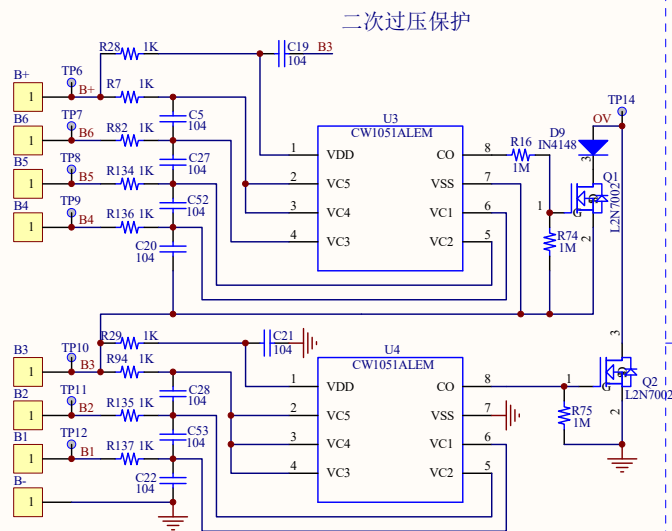 二次过压保护
R28 1K
C19 B3
104
TP6
B+
1
B+
R7 1K
TP7
B6
1
B6
R82 1K
C5
104
TP8
B5
1
B5
R134 1K
C27
104
TP9
B4
1
B4
R136 1K
C52
104
C20
104
U3
CW1051ALEM
1 VDD CO 8
2 VC5 VSS 7
3 VC4 VC1 6
4 VC3 VC2 5
R16
1M
D9
IN4148
OV
TP14
3
Q1
1
G
D
L2N7002
2
R74
1M
R29 1K
C21
104
TP10
B3
1
B3
R94 1K
TP11
B2
1
B2
R135 1K
C28
104
TP12
B1
1
B1
R137 1K
C53
104
B-
1
C22
104
U4
CW1051ALEM
1 VDD CO 8
2 VC5 VSS 7
3 VC4 VC1 6
4 VC3 VC2 5
3
1
G
D
Q2
L2N7002
2
R75
1M